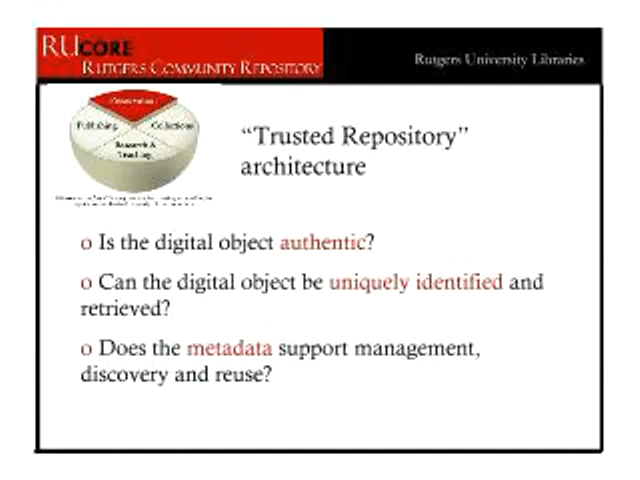 RUCORE
RUTGERS COMMUNITY REPOSITORY
Rutgers University Libraries
Publishing
Collections
Research &
Teaching
“Trusted Repository”
architecture
o Is the digital object authentic?
o Can the digital object be uniquely identified and
retrieved?
o Does the metadata support management,
discovery and reuse?